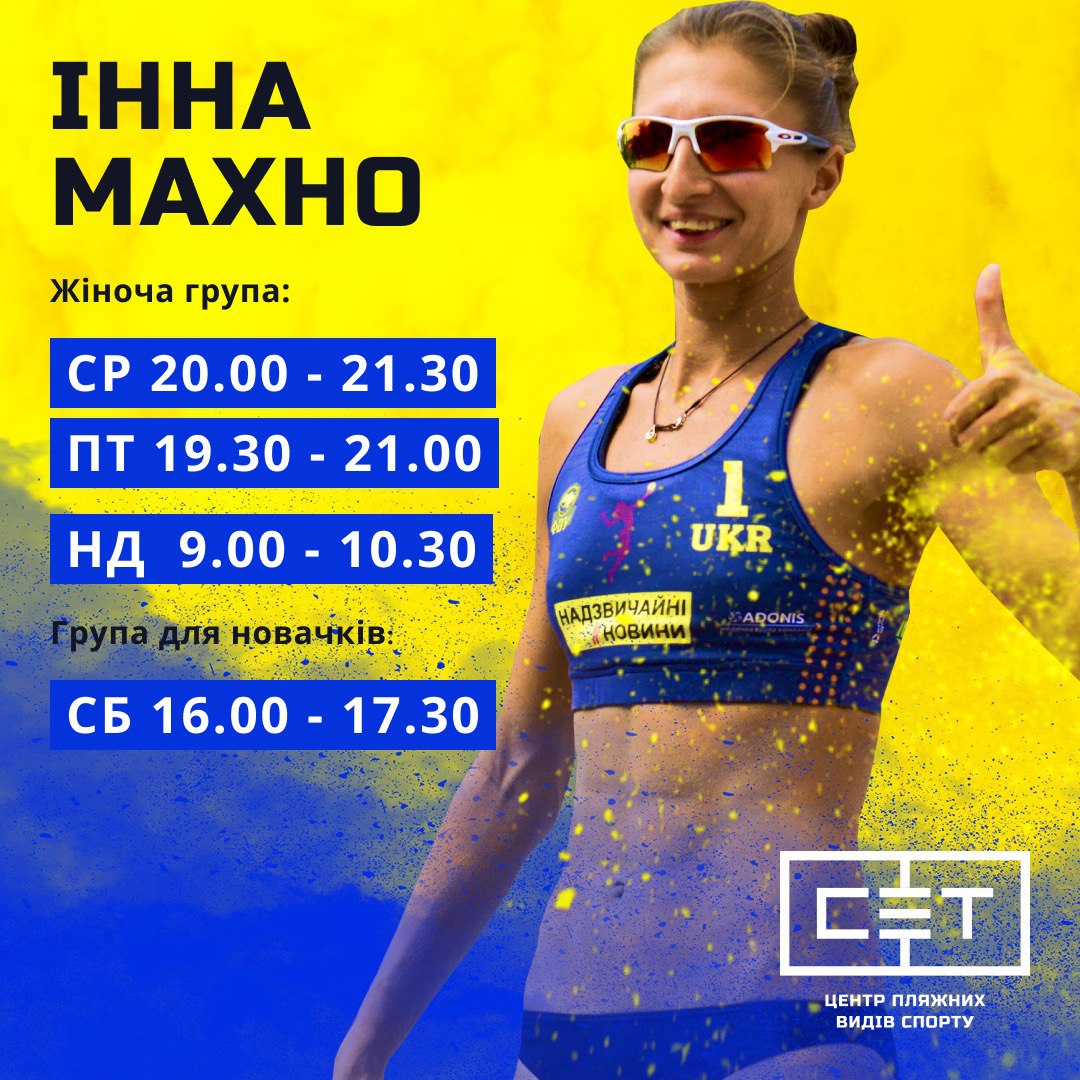 ІННА
МАХНО
Жіноча група:
СР 20.00 - 21.30
ПТ 19.30 - 21.00
НД 9.00 - 10.30
Група для новачків:
СБ 16.00 - 17.30
1
UKR
НАДЗВИЧАЙНІ
НОВИНИ
ADONIS
СЕТ
ЦЕНТР ПЛЯЖНИХ
ВИДІВ СПОРТУ